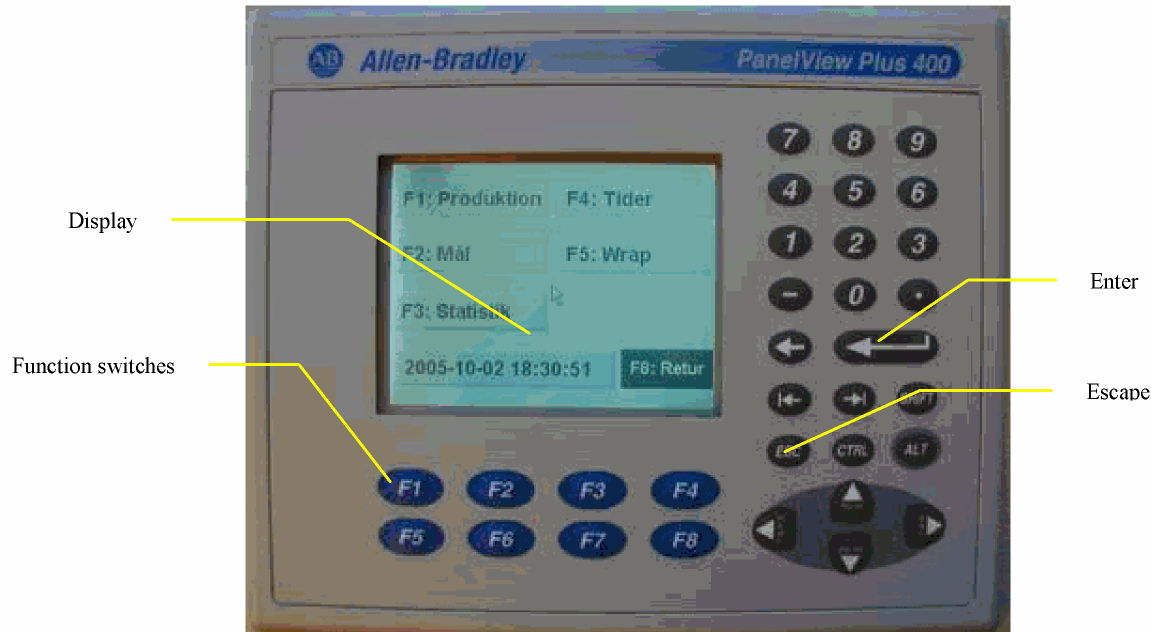 AB Allen-Bradley PanelView Plus 400
7 8 9
F1: Produktion F4: Tider
4 5 6
Display
F2: Mål F5: Wrap
1 2 3
Enter
F3: Statistik
- 0 .
Function switches
2005-10-02 18:30:51 F8: Retur
Escape
SHIFT
ESC CTRL ALT
F1 F2 F3 F4
F5 F6 F7 F8